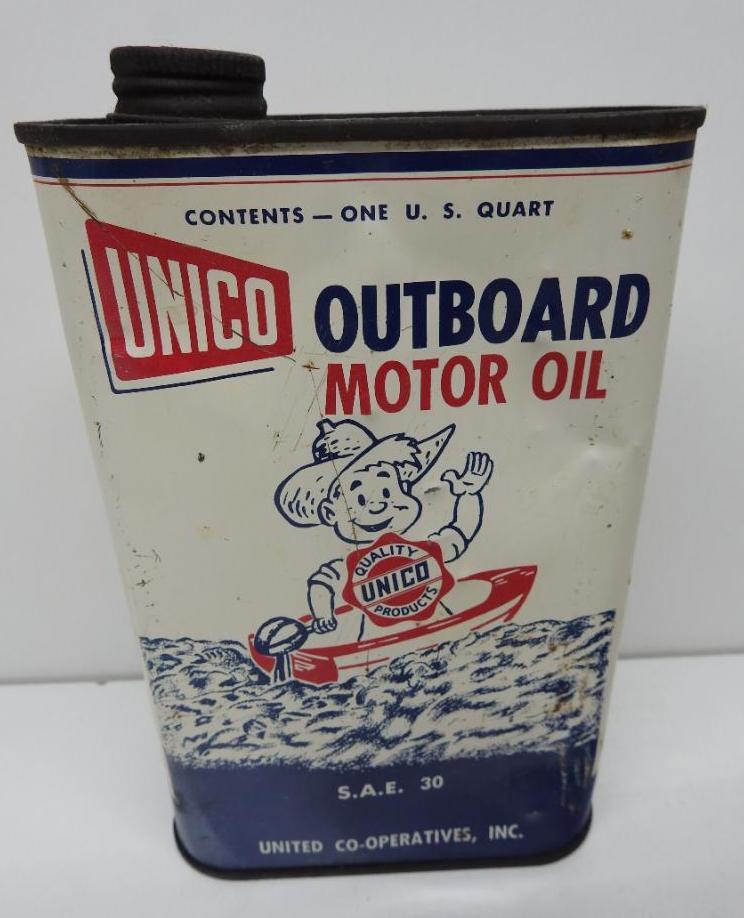 CONTENTS — ONE U. S. QUART
UNICO
OUTBOARD
MOTOR OIL
QUALITY
UNICO
PRODUCTS
S.A.E. 30
UNITED CO-OPERATIVES, INC.